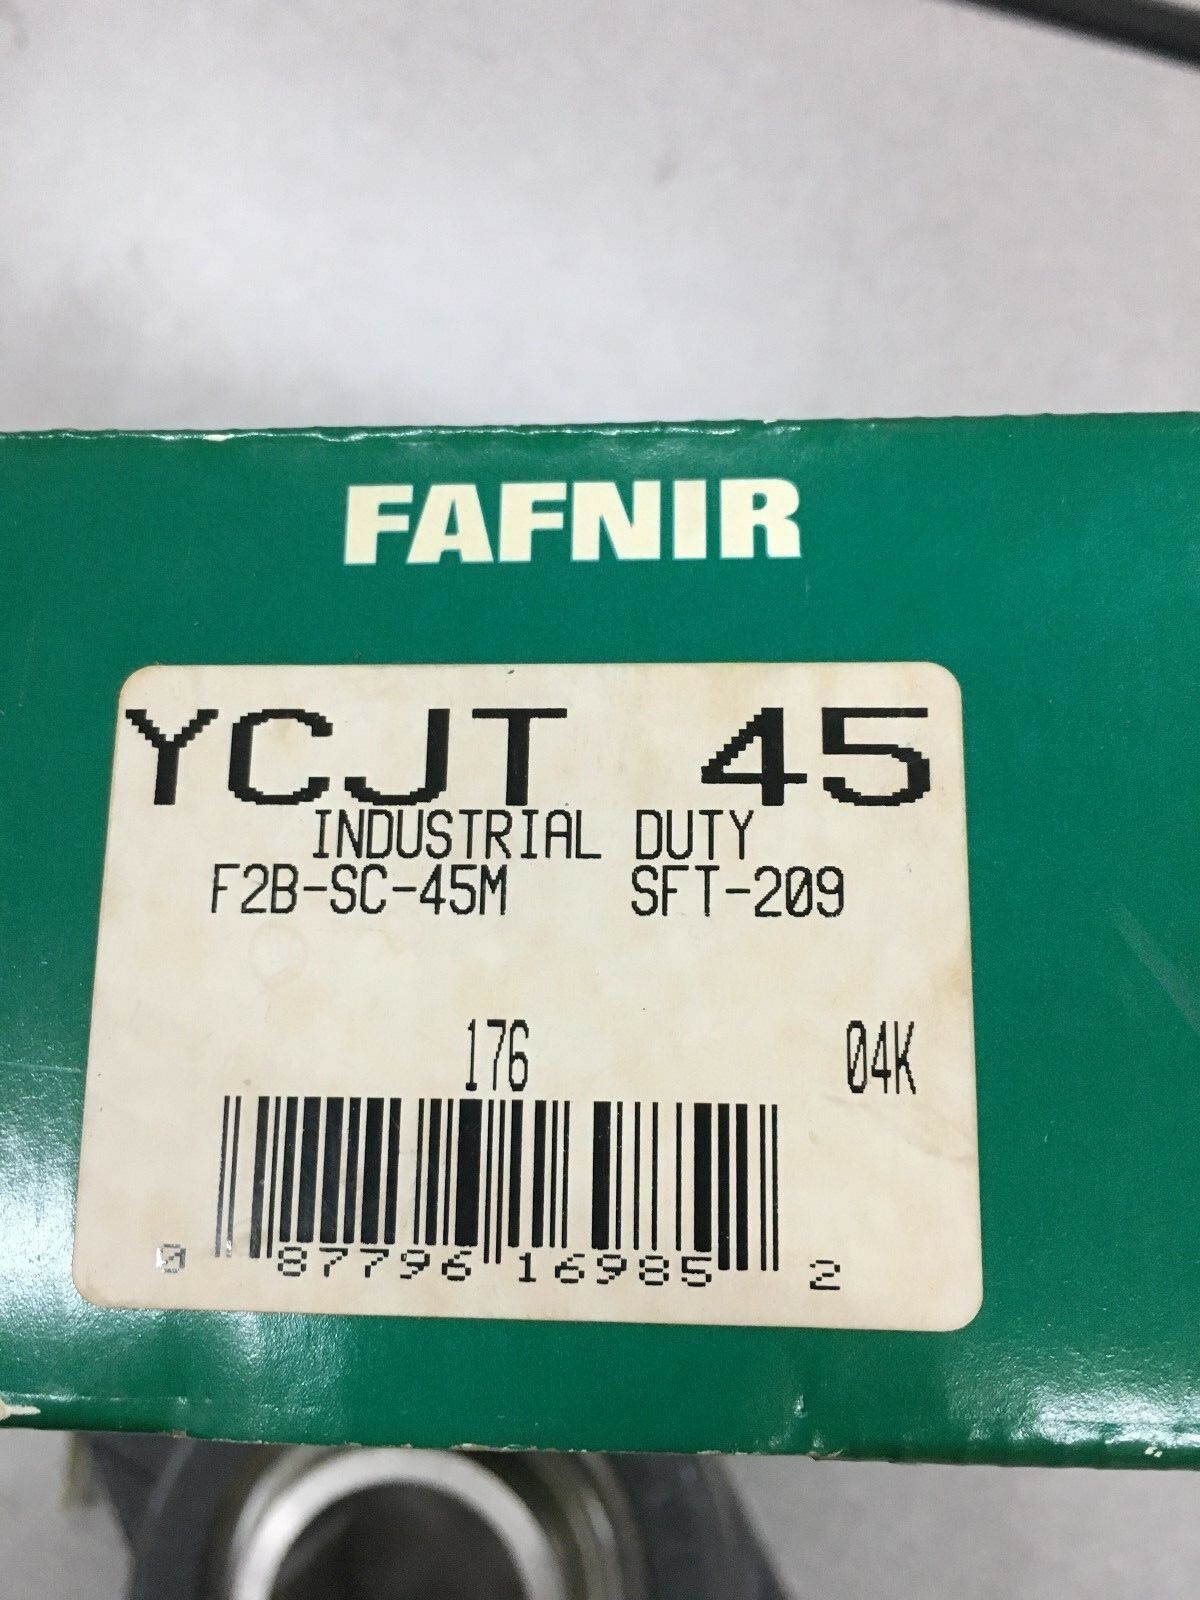 FAFNIR
YCJT 45
INDUSTRIAL DUTY
F2B-SC-45M SFT-209
176 04K
0 87796 16985 2